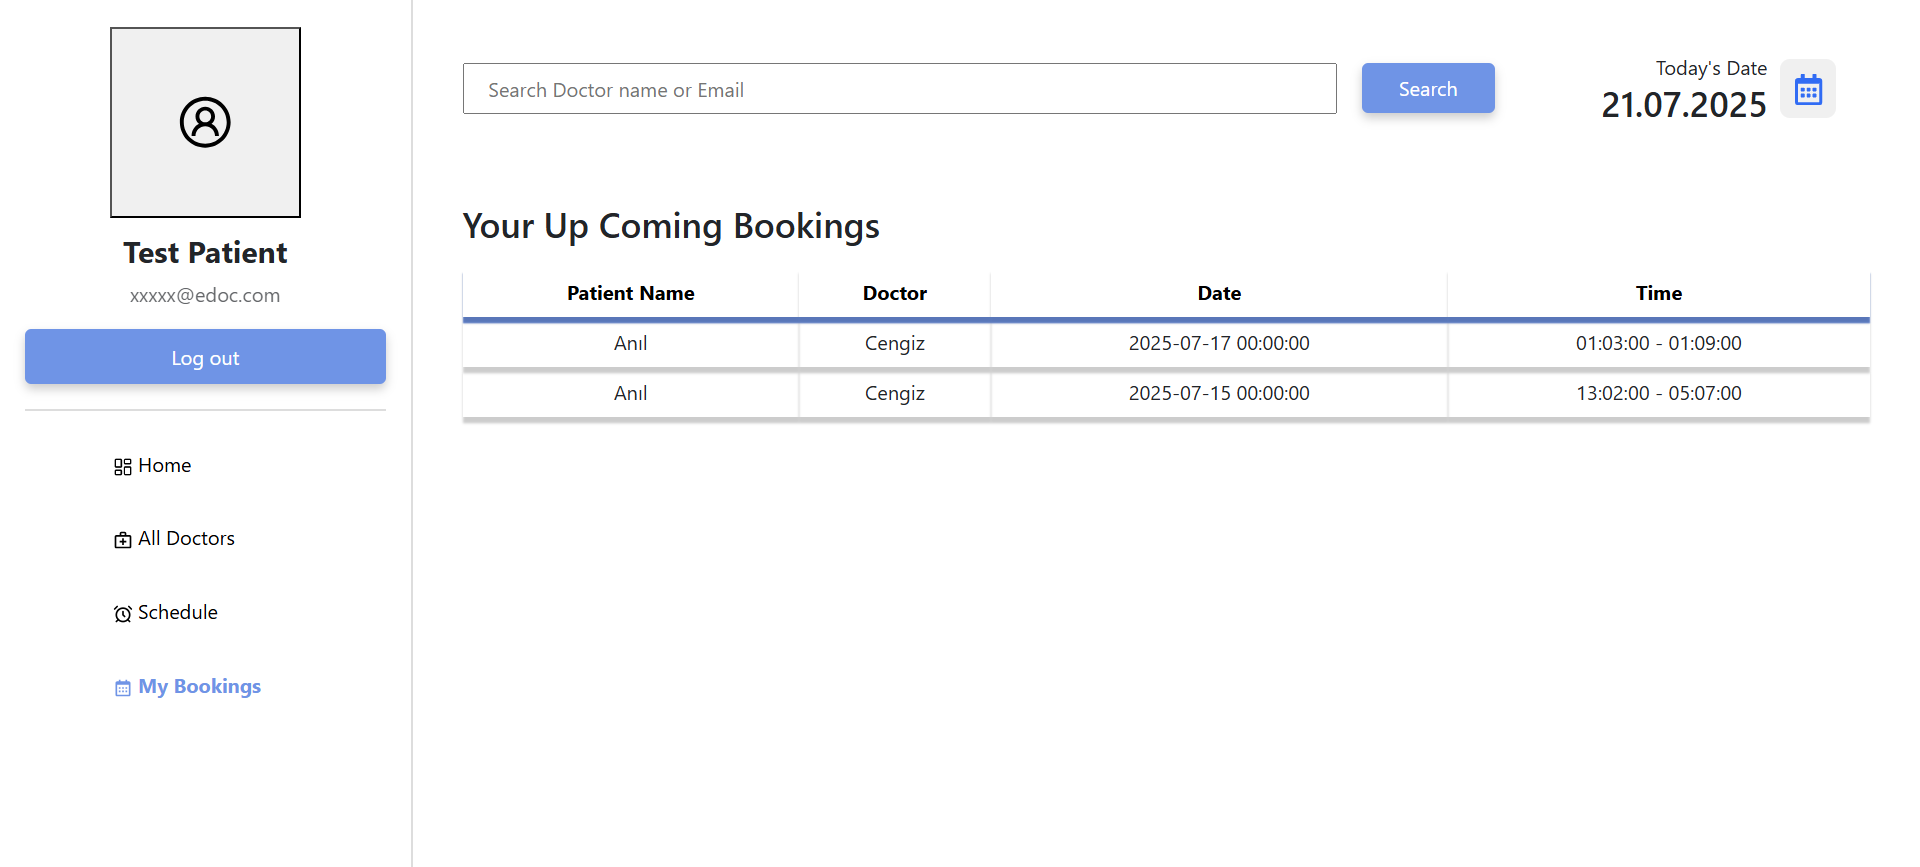 Test Patient
xxxxx@edoc.com
Log out
Home
All Doctors
Schedule
My Bookings
Search Doctor name or Email
Search
Today's Date
21.07.2025
Your Up Coming Bookings
Patient Name Doctor Date Time
Anıl Cengiz 2025-07-17 00:00:00 01:03:00 - 01:09:00
Anıl Cengiz 2025-07-15 00:00:00 13:02:00 - 05:07:00